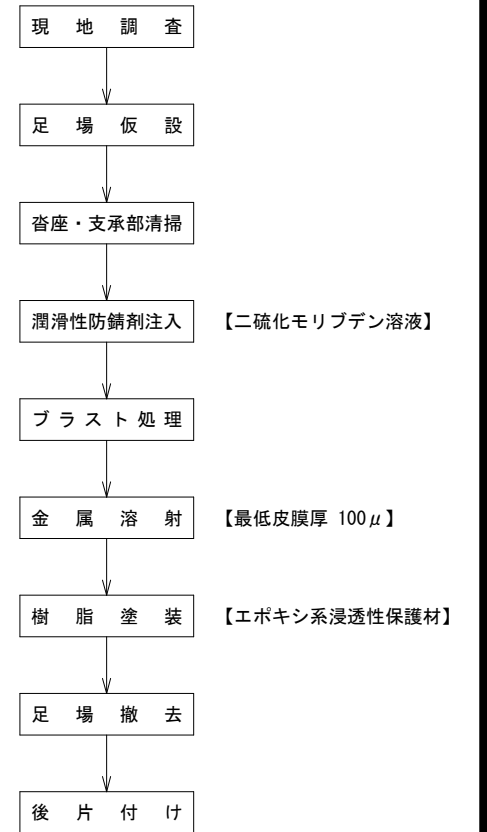 現地調査
足場仮設
沓座・支承部清掃
潤滑性防錆剤注入 【二硫化モリブデン溶液】
ブラスト処理
金属溶射 【最低皮膜厚 100μ】
樹脂塗装 【エポキシ系浸透性保護材】
足場撤去
後片付け